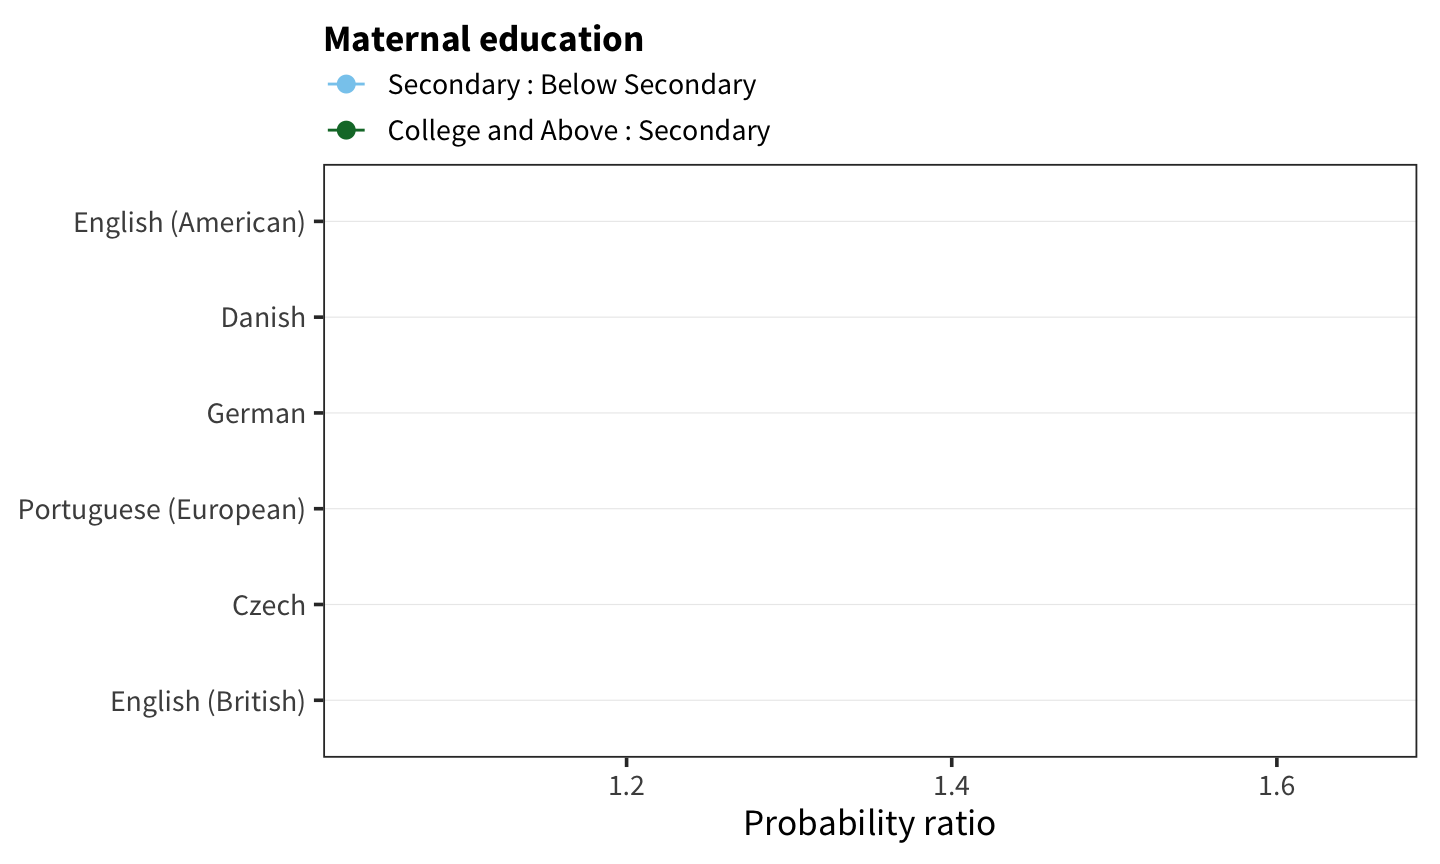 Maternal education
Secondary : Below Secondary
College and Above : Secondary
English (American)
Danish
German
Portuguese (European)
Czech
English (British)
1.2 1.4 1.6
Probability ratio